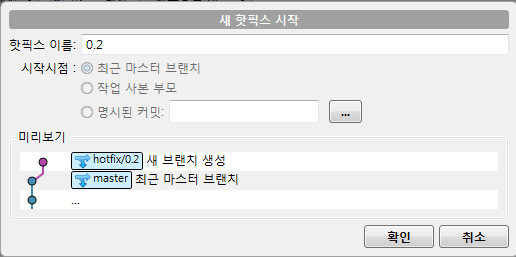 새 핫픽스 시작
핫픽스 이름: 0.2
시작시점 : 최근 마스터 브랜치
작업 사본 부모
명시된 커밋: ...
미리보기
hotfix/0.2 새 브랜치 생성
master 최근 마스터 브랜치
...
확인 취소